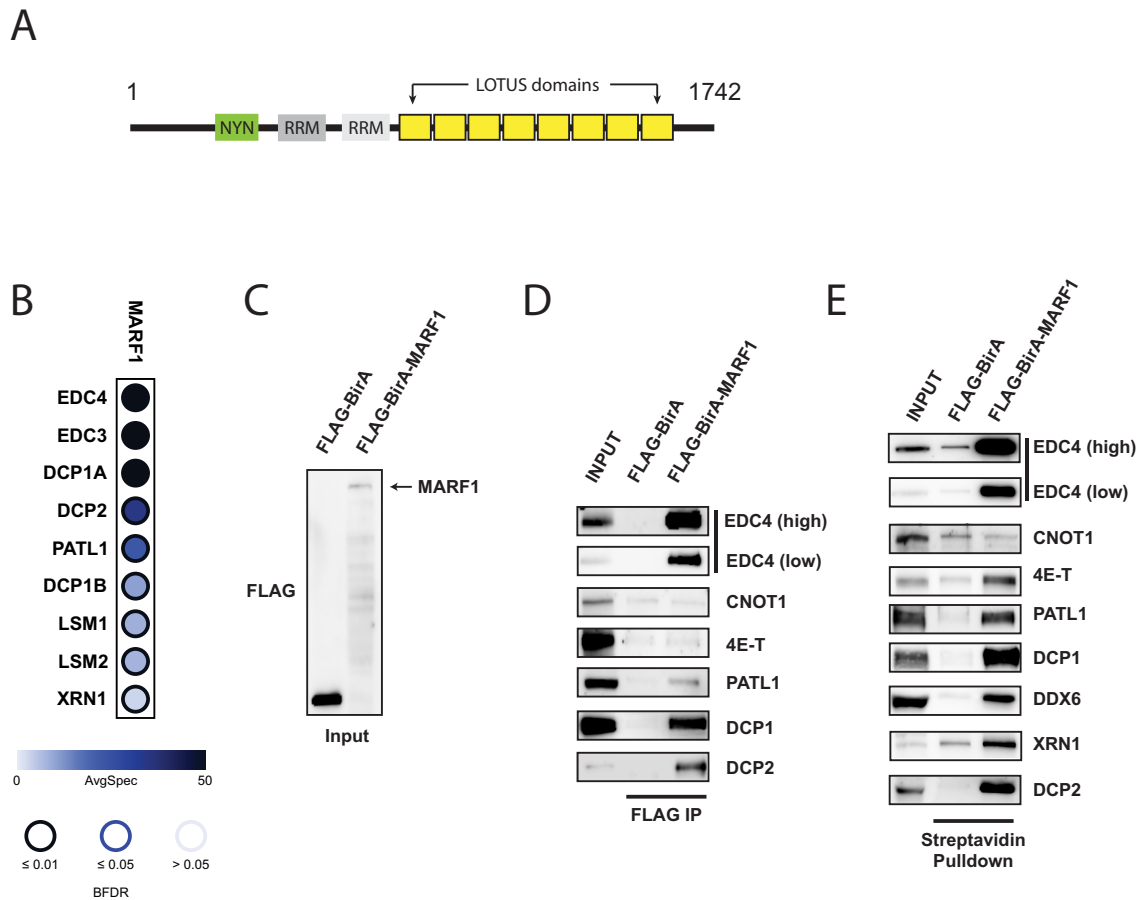 A
1
LOTUS domains
1742
NYN
RRM
RRM
B
MARF1
EDC4
EDC3
DCP1A
DCP2
PATL1
DCP1B
LSM1
LSM2
XRN1
0
AvgSpec
50
≤ 0.01
≤ 0.05
> 0.05
BFDR
C
FLAG-BirA
FLAG-BirA-MARF1
MARF1
FLAG
Input
D
INPUT
FLAG-BirA
FLAG-BirA-MARF1
EDC4 (high)
EDC4 (low)
CNOT1
4E-T
PATL1
DCP1
DCP2
FLAG IP
E
INPUT
FLAG-BirA
FLAG-BirA-MARF1
EDC4 (high)
EDC4 (low)
CNOT1
4E-T
PATL1
DCP1
DDX6
XRN1
DCP2
Streptavidin
Pulldown